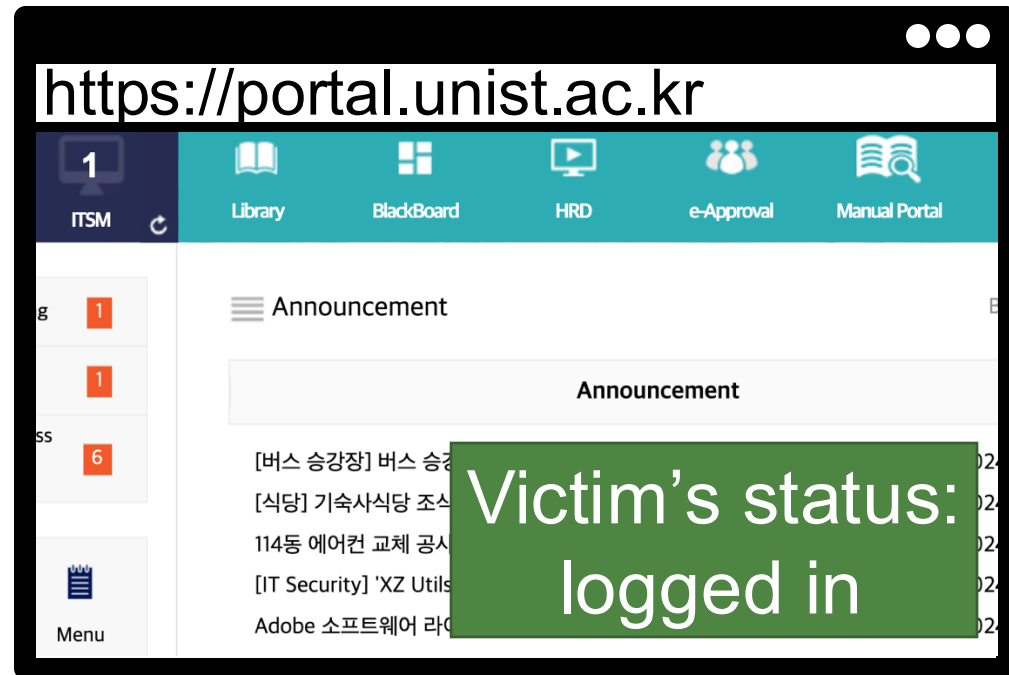 https://portal.unist.ac.kr
1
ITSM
Library
BlackBoard
HRD
e-Approval
Manual Portal
g 1
1
ss
6
Announcement
Announcement
[버스 승강장] 버스
[식당] 기숙사식당 조식
114동 에어컨 교체 공사
[IT Security] 'XZ Utils
Adobe 소프트웨어
Menu
Victim's status:
logged in